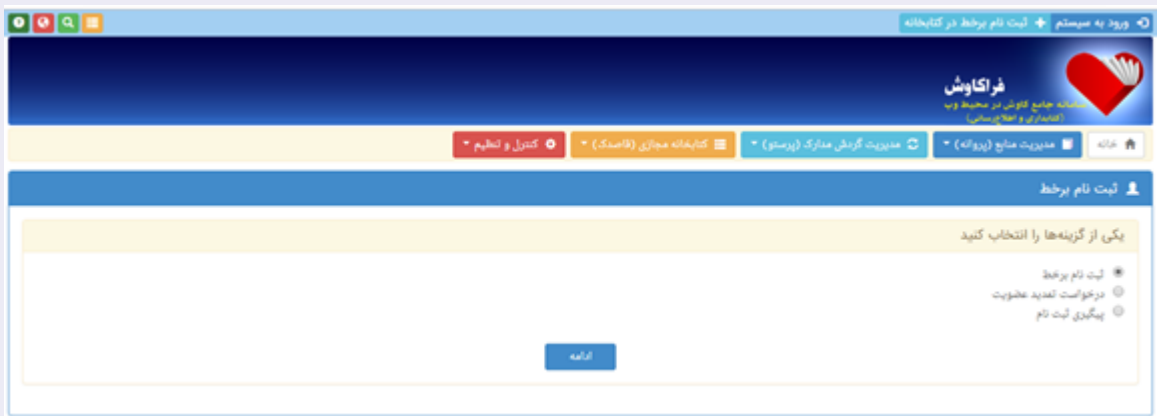 ورود به سیستم ثبت نام برخط در کتابخانه
فراکاوش
سامانه جامع کاوش در محیط وب
(کتابداری و اطلاع‌رسانی)
خانه مدیریت منابع (پروانه) مدیریت گردش مدارک (پرستو) کتابخانه مجازی (قاصدک) کنترل و تنظیم
ثبت نام برخط
یکی از گزینه‌ها را انتخاب کنید
ثبت نام برخط
درخواست تمدید عضویت
پیگیری ثبت نام
ادامه